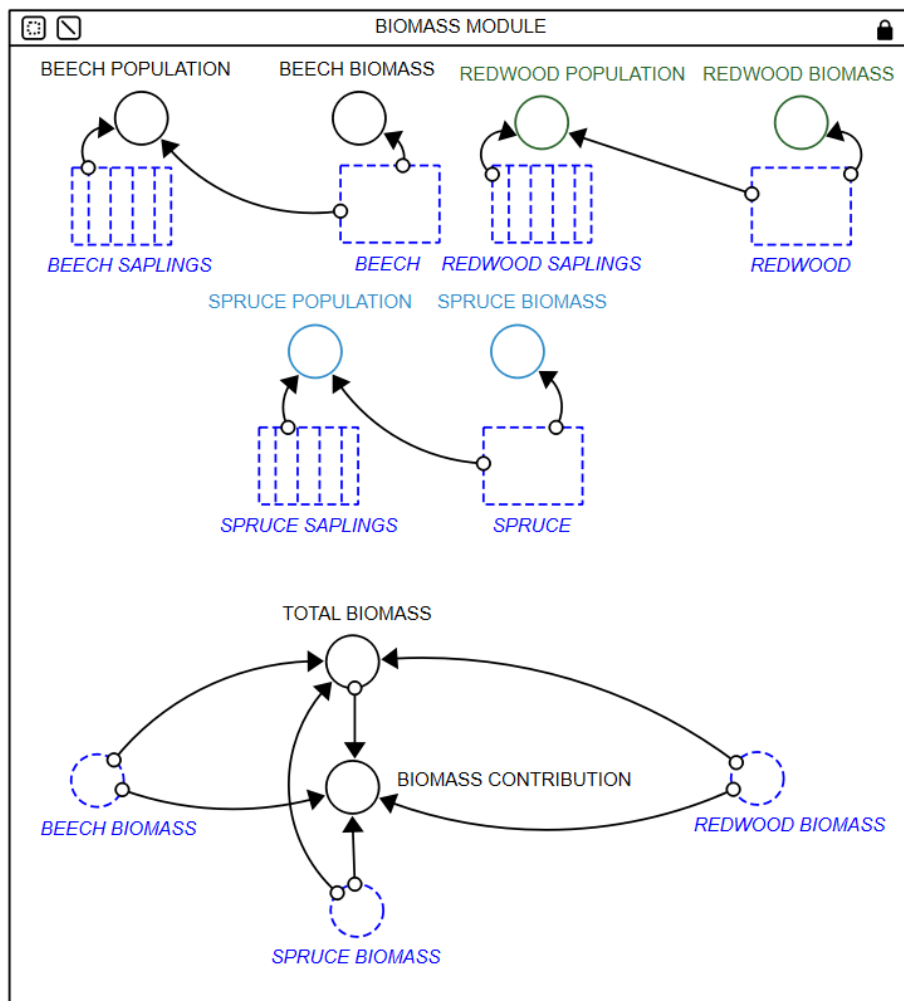 BIOMASS MODULE
BEECH POPULATION
BEECH BIOMASS
REDWOOD POPULATION
REDWOOD BIOMASS
BEECH SAPLINGS
BEECH
REDWOOD SAPLINGS
REDWOOD
SPRUCE POPULATION
SPRUCE BIOMASS
SPRUCE SAPLINGS
SPRUCE
TOTAL BIOMASS
BIOMASS CONTRIBUTION
BEECH BIOMASS
REDWOOD BIOMASS
SPRUCE BIOMASS